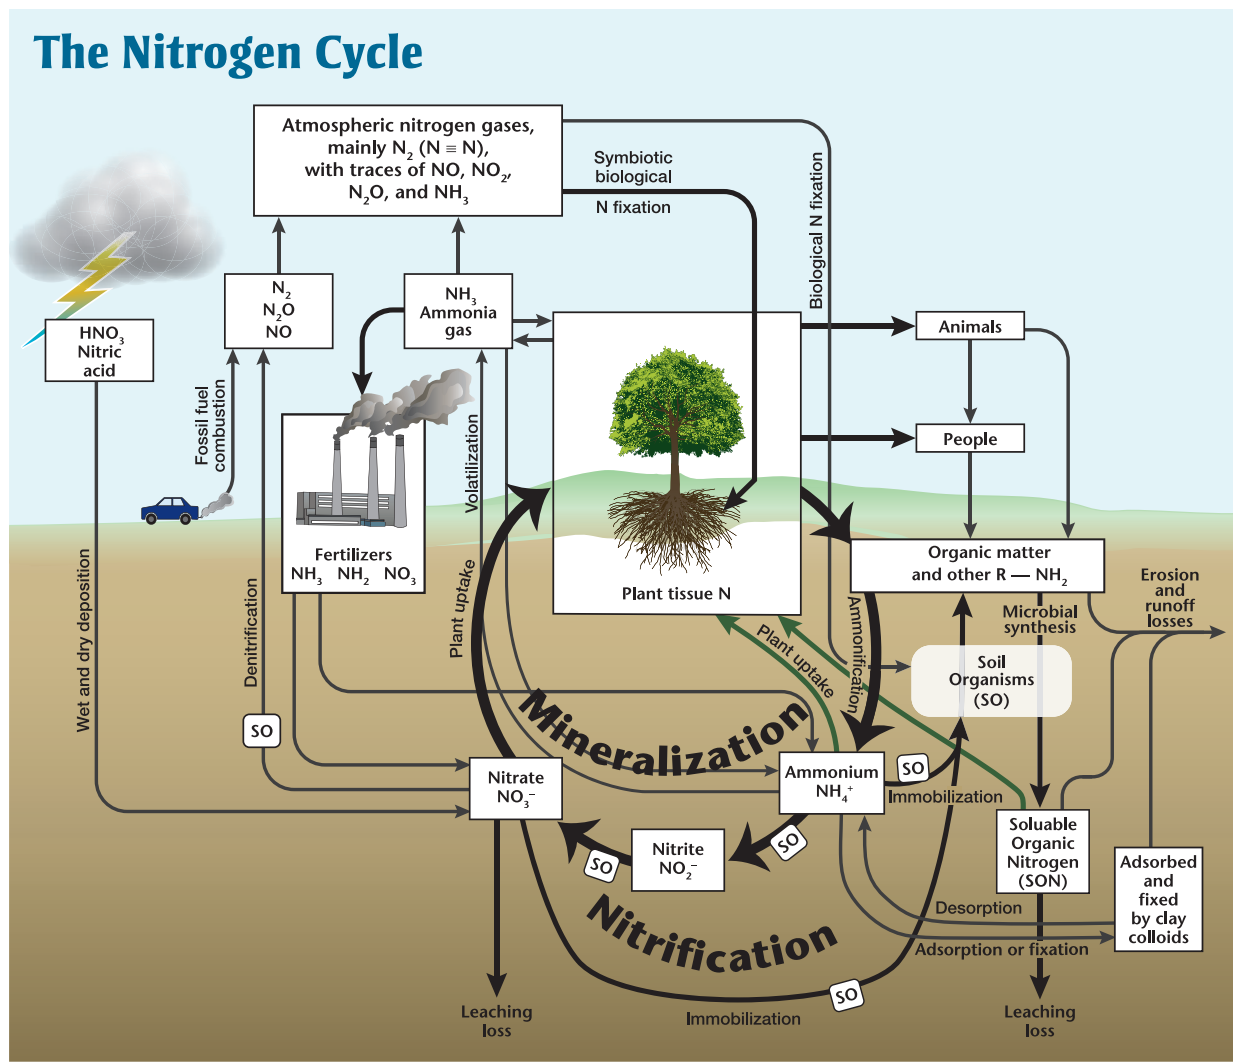 The Nitrogen Cycle
Atmospheric nitrogen gases,
mainly N₂ (N ≡ N),
with traces of NO, NO₂,
N₂O, and NH₃
Symbiotic
biological
N fixation
Biological N fixation
N₂
N₂O
NO
NH₃
Ammonia
gas
HNO₃
Nitric
acid
Animals
People
Fossil fuel
combustion
Volatilization
Fertilizers
NH₃ NH₂ NO₃
Plant tissue N
Organic matter
and other R — NH₂
Erosion and
runoff
losses
Wet and dry deposition
Denitrification
Plant uptake
Plant uptake
Ammonification
Microbial
synthesis
Soil
Organisms
(SO)
SO
Mineralization
Nitrate
NO₃⁻
Ammonium
NH₄⁺
SO
Immobilization
Soluable
Organic
Nitrogen
(SON)
Nitrite
NO₂⁻
SO
SO
Adsorbed
and
fixed
by clay
colloids
Nitrification
Desorption
Adsorption or fixation
SO
Immobilization
Leaching
loss
Leaching
loss